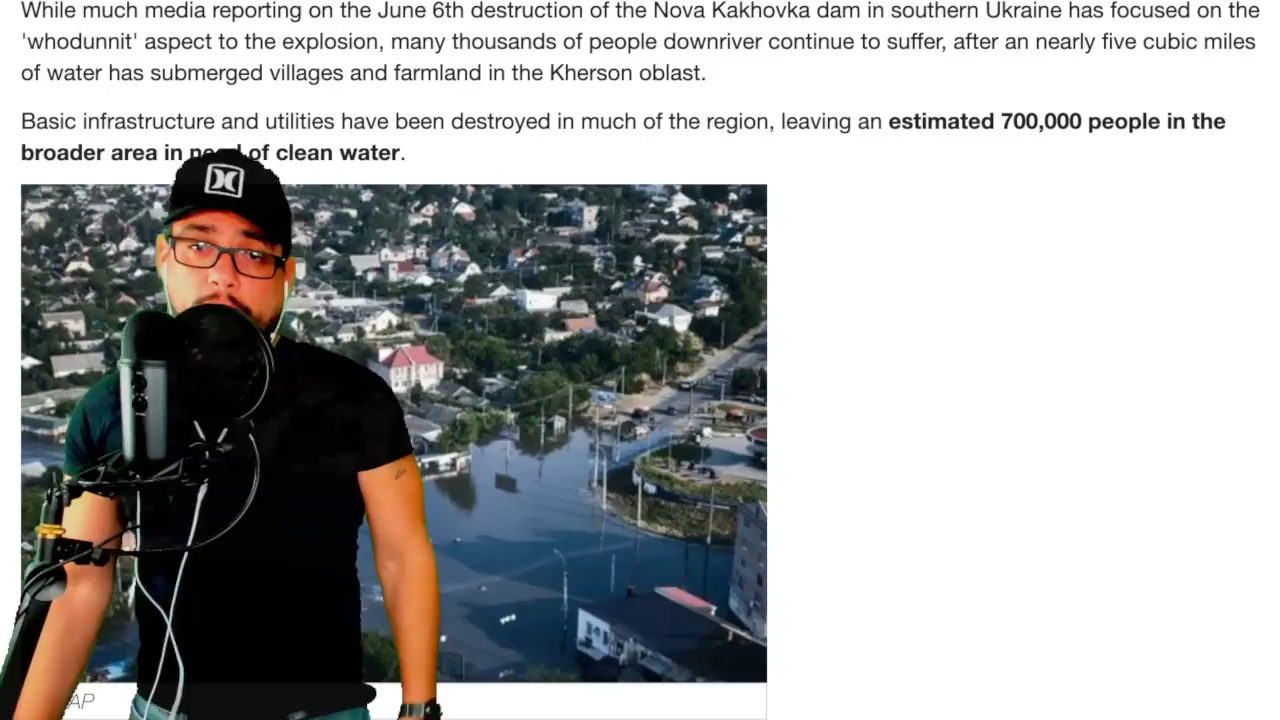 While much media reporting on the June 6th destruction of the Nova Kakhovka dam in southern Ukraine has focused on the
'whodunnit' aspect to the explosion, many thousands of people downriver continue to suffer, after an nearly five cubic miles
of water has submerged villages and farmland in the Kherson oblast.
Basic infrastructure and utilities have been destroyed in much of the region, leaving an estimated 700,000 people in the
broader area in need of clean water.
AP